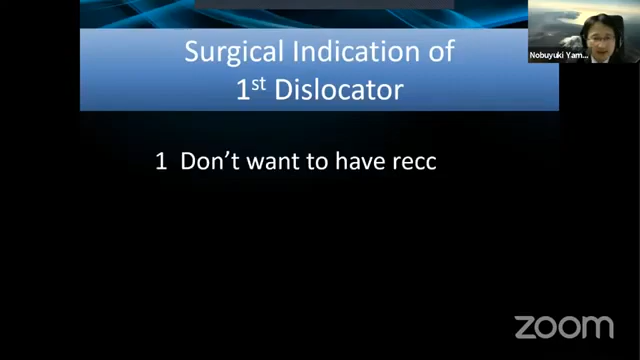 Surgical Indication of
1st Dislocator
Nobuyuki Yam...
1 Don't want to have recc
zoom